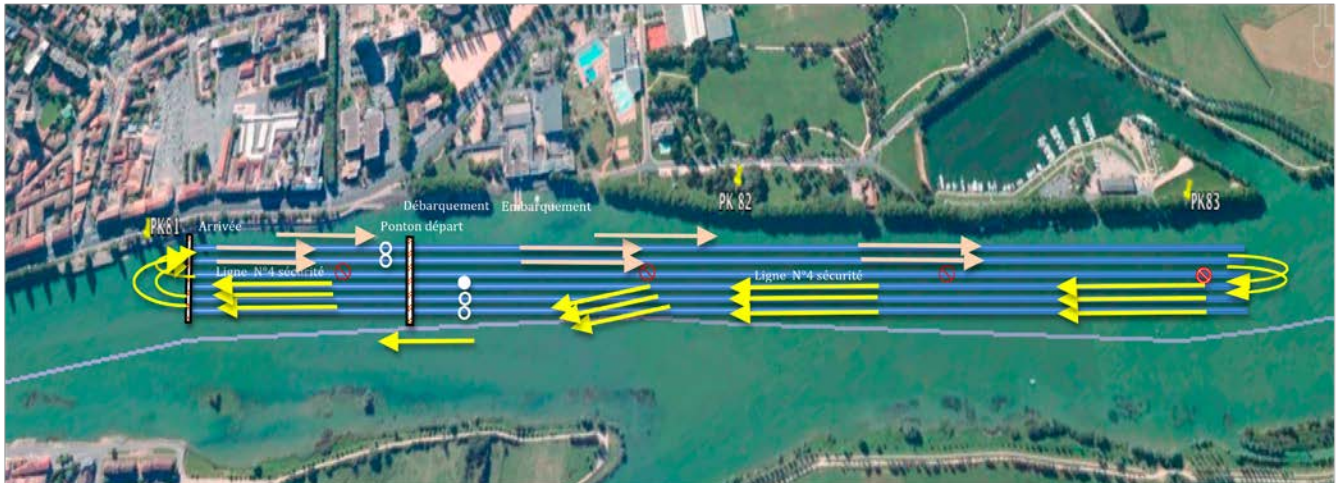 Débarquement Embarquement
PK 82
PK83
PK81
Arrivée
Ponton départ
Ligne N°4 sécurité
Ligne N°4 sécurité